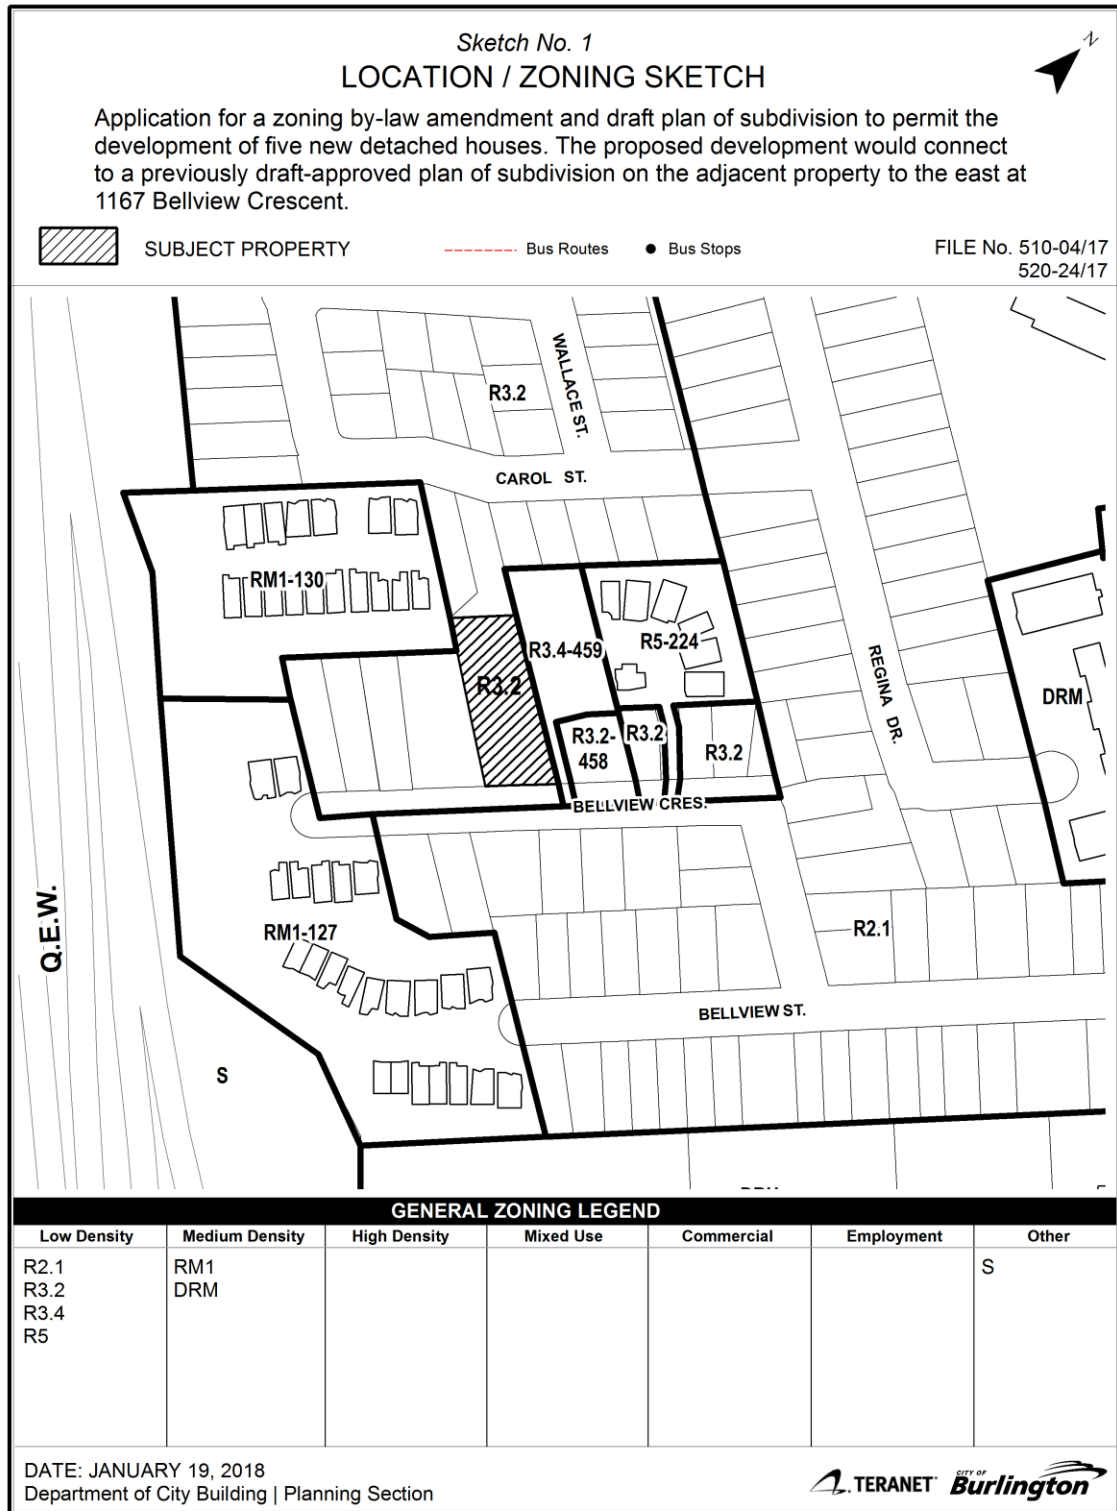 Sketch No. 1
N
LOCATION / ZONING SKETCH
Application for a zoning by-law amendment and draft plan of subdivision to permit the
development of five new detached houses. The proposed development would connect
to a previously draft-approved plan of subdivision on the adjacent property to the east at
1167 Bellview Crescent.
SUBJECT PROPERTY
Bus Routes
Bus Stops
FILE No. 510-04/17
520-24/17
WALLACE ST.
R3.2
CAROL ST.
RM1-130
R3.4-459
R5-224
REGINA DR.
R3.2
DRM
R3.2-
458
R3.2
R3.2
BELLVIEW CRES.
Q.E.W.
RM1-127
R2.1
BELLVIEW ST.
S
GENERAL ZONING LEGEND
Low Density Medium Density High Density Mixed Use Commercial Employment Other
R2.1 RM1 S
R3.2 DRM
R3.4
R5
DATE: JANUARY 19, 2018
Department of City Building | Planning Section
TERANET
CITY OF
Burlington